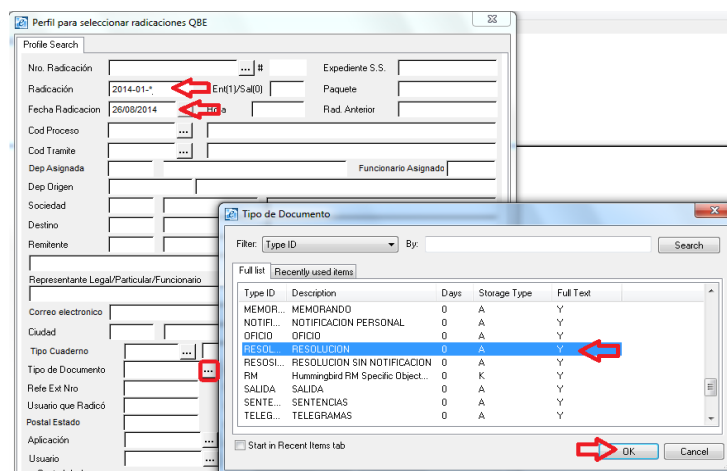 Perfil para seleccionar radicaciones QBE
Profile Search
Nro. Radicación ... # Expediente S.S.
Radicación 2014-01-*. Ent(1)/Sal(0) Paquete
Fecha Radicacion 26/08/2014 Hora Rad. Anterior
Cod Proceso ...
Cod Tramite ...
Dep Asignada Funcionario Asignado
Dep Origen
Sociedad
Destino
Remitente
Representante Legal/Particular/Funcionario
Correo electronico
Ciudad
Tipo Cuaderno ...
Tipo de Documento ...
Refe Ext Nro
Usuario que Radicó
Postal Estado
Aplicación ...
Usuario ...
Tipo de Documento
Filter: Type ID By: Search
Full list Recently used items
Type ID Description Days Storage Type Full Text
MEMOR... MEMORANDO 0 A Y
NOTIFI... NOTIFICACION PERSONAL 0 A Y
OFICIO OFICIO 0 A Y
RESOL... RESOLUCION 0 A Y
RESOSI... RESOLUCION SIN NOTIFICACION 0 A Y
RM Hummingbird RM Specific Object... 0 K Y
SALIDA SALIDA 0 A Y
SENTE... SENTENCIAS 0 A Y
TELEG... TELEGRAMAS 0 A Y
Start in Recent Items tab OK Cancel